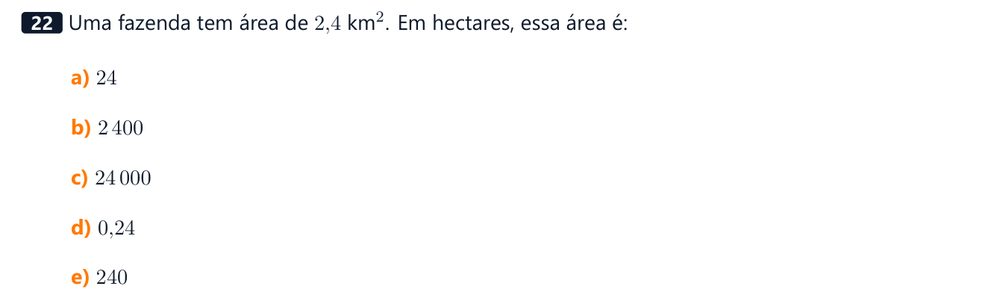 22 Uma fazenda tem área de 2,4 km². Em hectares, essa área é:
a) 24
b) 2 400
c) 24 000
d) 0,24
e) 240